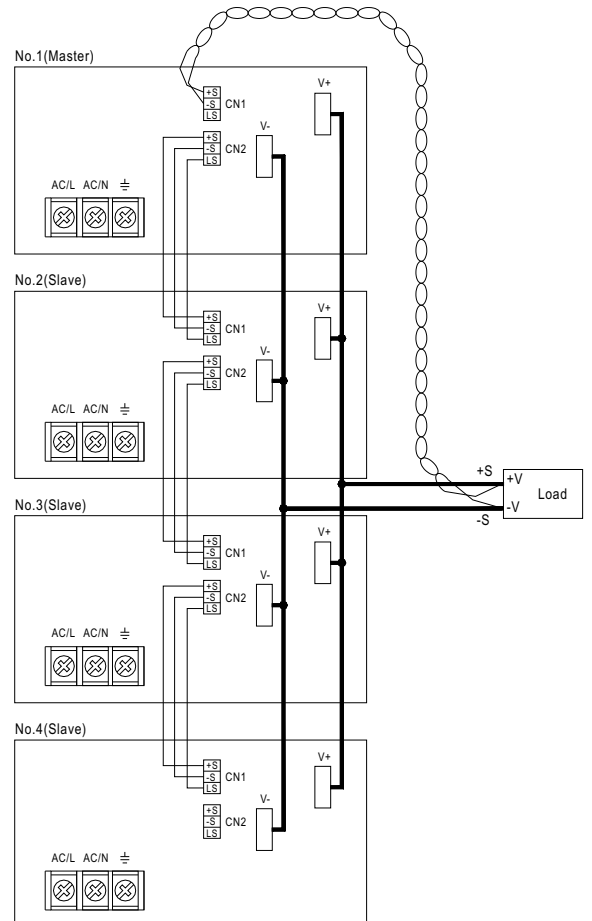 No.1(Master)
V+
+S
-S CN1
LS
V-
+S
-S CN2
LS
AC/L AC/N ⏚
No.2(Slave)
V+
+S
-S CN1
LS
V-
+S
-S CN2
LS
AC/L AC/N ⏚
+S
+V
Load
-V
-S
No.3(Slave)
V+
+S
-S CN1
LS
V-
+S
-S CN2
LS
AC/L AC/N ⏚
No.4(Slave)
V+
+S
-S CN1
LS
V-
+S
-S CN2
LS
AC/L AC/N ⏚